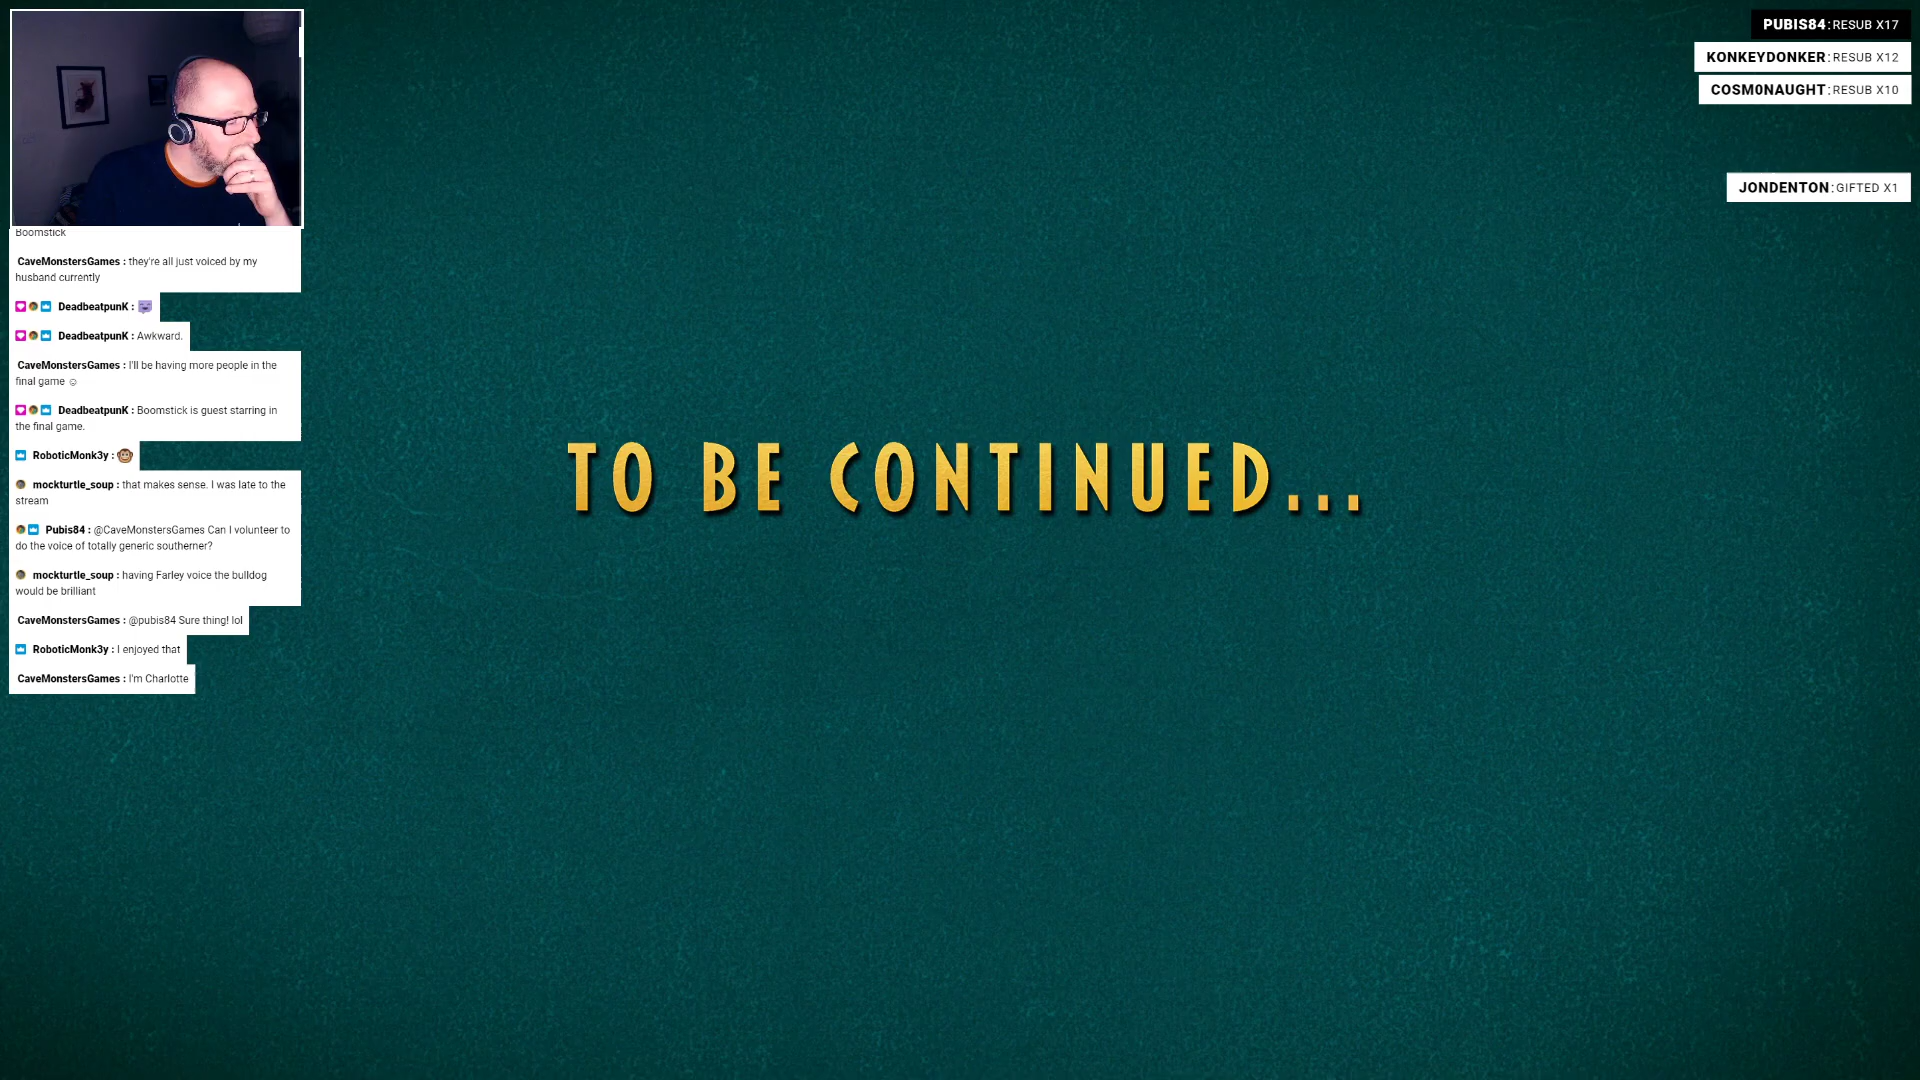 Boomstick
CaveMonstersGames : they're all just voiced by my
husband currently
DeadbeatpunK :
DeadbeatpunK : Awkward.
CaveMonstersGames : I'll be having more people in the
final game ☺
DeadbeatpunK : Boomstick is guest starring in
the final game.
RoboticMonk3y :
mockturtle_soup : that makes sense. I was late to the
stream
Pubis84 : @CaveMonstersGames Can I volunteer to
do the voice of totally generic southerner?
mockturtle_soup : having Farley voice the bulldog
would be brilliant
CaveMonstersGames : @pubis84 Sure thing! lol
RoboticMonk3y : I enjoyed that
CaveMonstersGames : I'm Charlotte
TO BE CONTINUED...
PUBIS84:RESUB X17
KONKEYDONKER:RESUB X12
COSM0NAUGHT:RESUB X10
JONDENTON:GIFTED X1